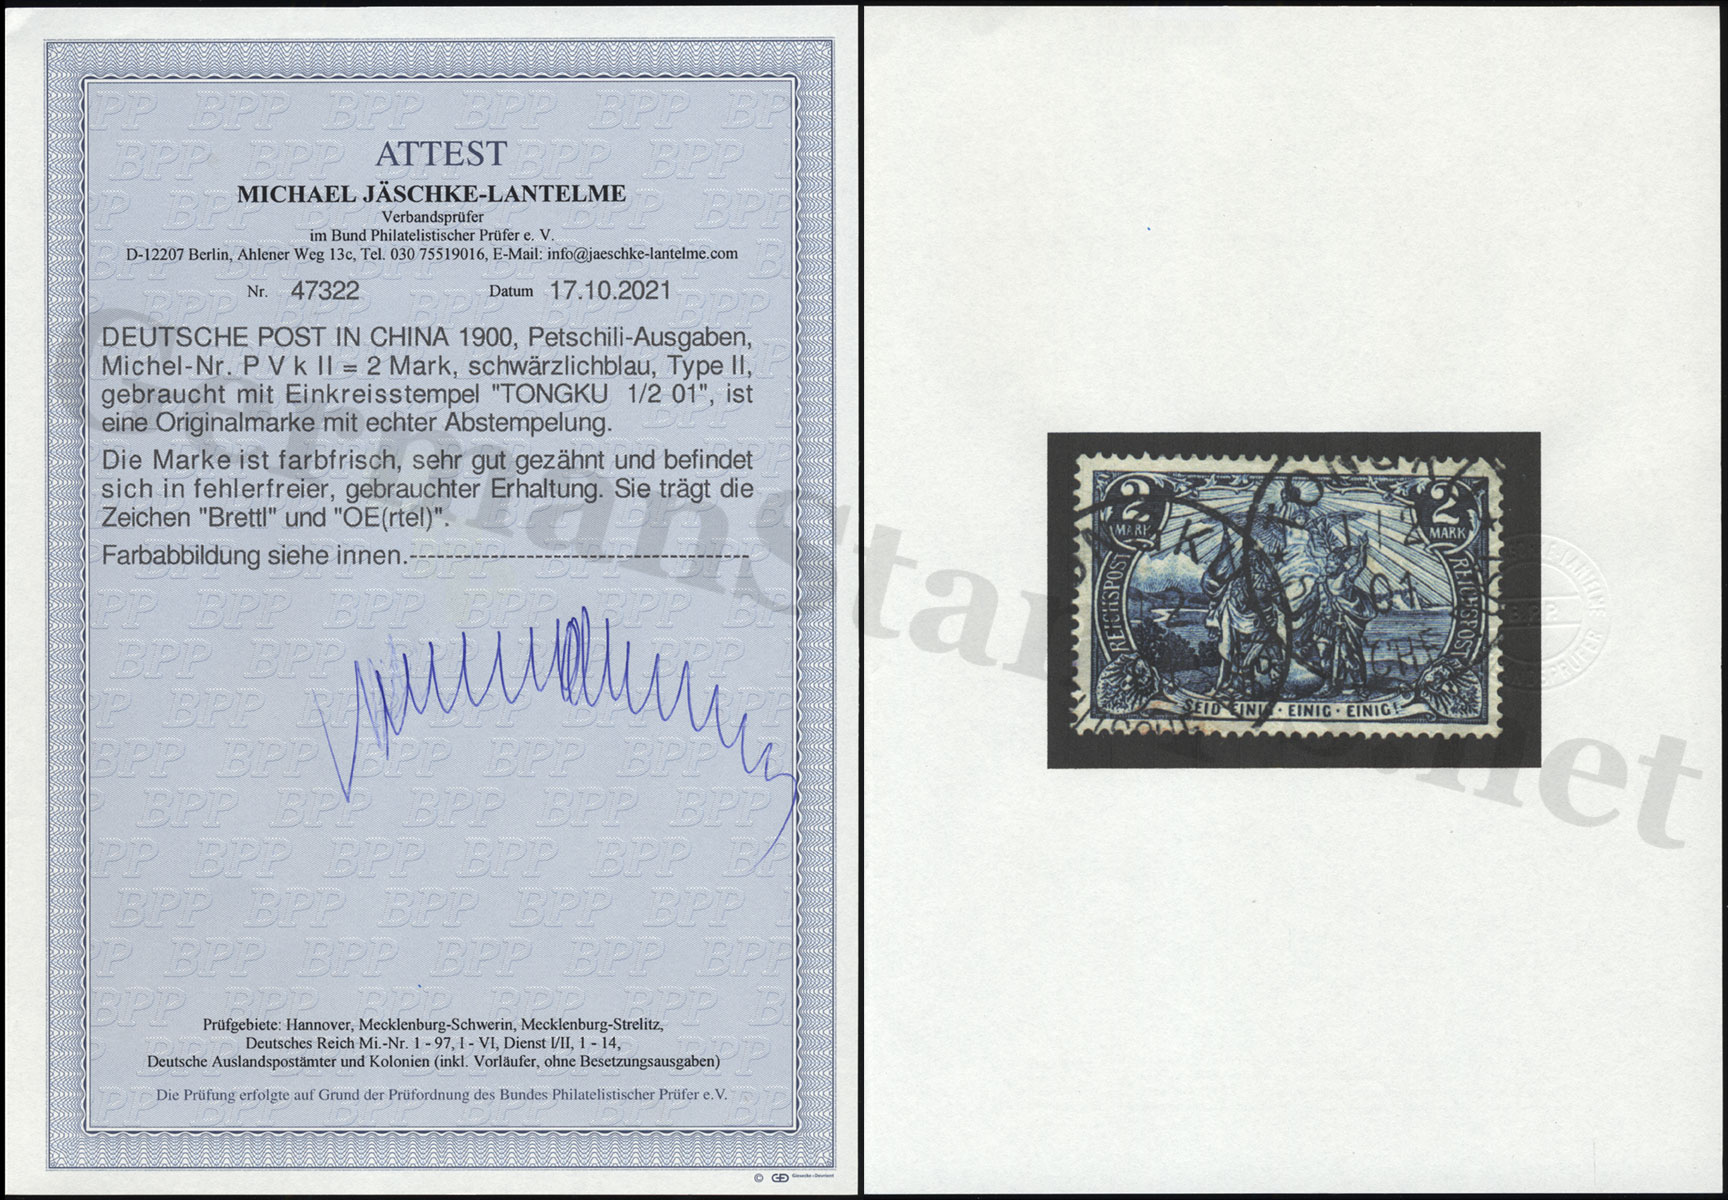 ATTEST
MICHAEL JÄSCHKE-LANTELME
Verbandsprüfer
im Bund Philatelistischer Prüfer e. V.
D-12207 Berlin, Ahlener Weg 13c, Tel. 030 75519016, E-Mail: info@jaeschke-lantelme.com
Nr. 47322 Datum 17.10.2021
DEUTSCHE POST IN CHINA 1900, Petschili-Ausgaben,
Michel-Nr. P V k II = 2 Mark, schwärzlichblau, Type II,
gebraucht mit Einkreisstempel "TONGKU 1/2 01", ist
eine Originalmarke mit echter Abstempelung.
Die Marke ist farbfrisch, sehr gut gezähnt und befindet
sich in fehlerfreier, gebrauchter Erhaltung. Sie trägt die
Zeichen "Brettl" und "OE(rtel)".
Farbabbildung siehe innen.------------------------------------
Prüfgebiete: Hannover, Mecklenburg-Schwerin, Mecklenburg-Strelitz,
Deutsches Reich Mi.-Nr. 1 - 97, I - VI, Dienst I/II, 1 - 14,
Deutsche Auslandspostämter und Kolonien (inkl. Vorläufer, ohne Besetzungsausgaben)
Die Prüfung erfolgte auf Grund der Prüfordnung des Bundes Philatelistischer Prüfer e.V.
2 MARK
2 MARK
REICHSPOST
REICHSPOST
SEID EINIG · EINIG · EINIG!
GermanStamps.net